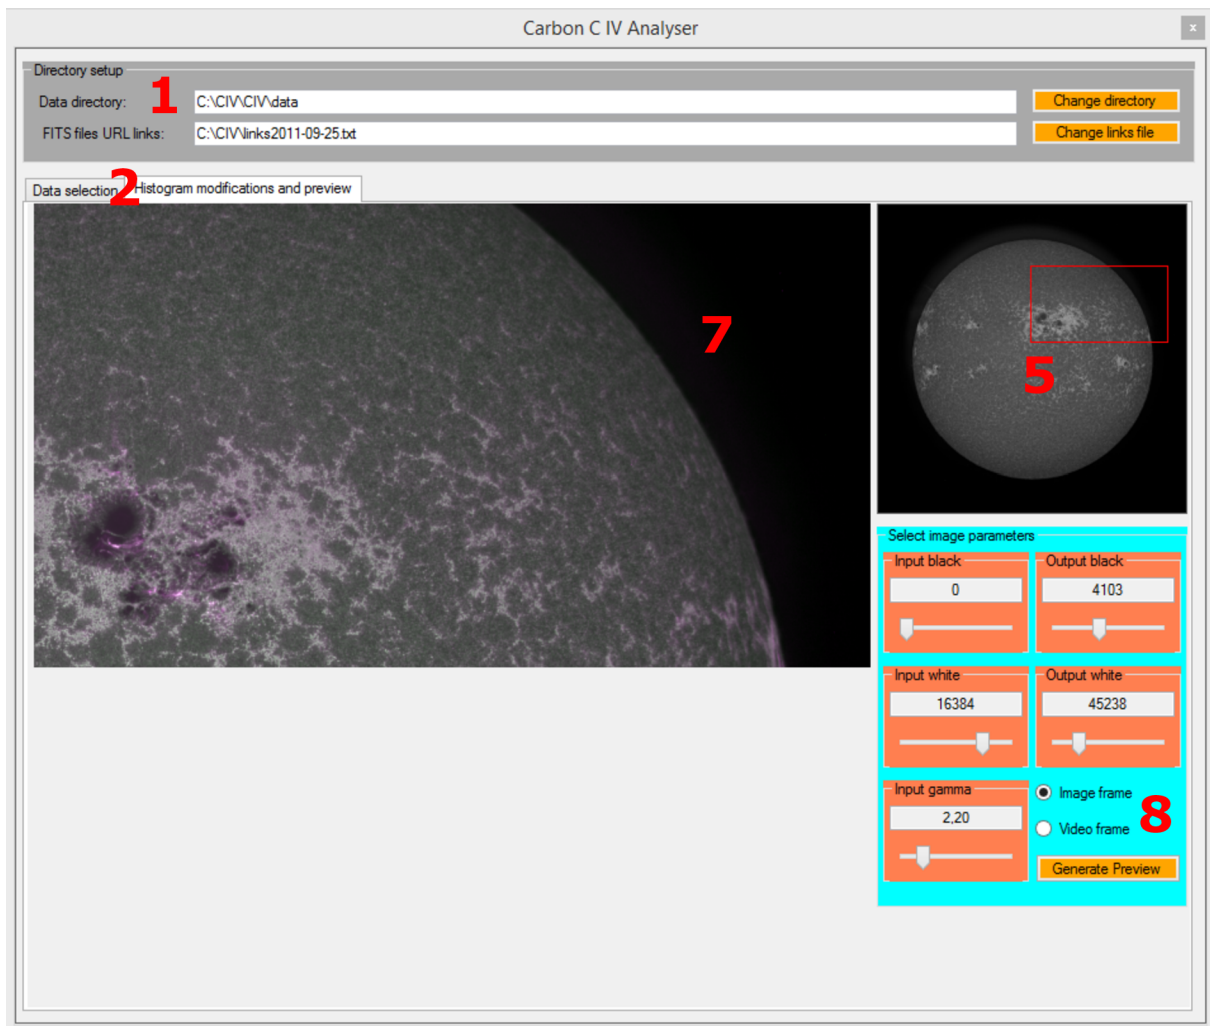 Carbon C IV Analyser
x
Directory setup
1
Data directory:
C:\CIV\CIV\data
Change directory
FITS files URL links:
C:\CIV\links2011-09-25.txt
Change links file
Data selection
2
Histogram modifications and preview
7
5
Select image parameters
Input black
Output black
0
4103
Input white
Output white
16384
45238
Input gamma
2,20
Image frame
8
Video frame
Generate Preview